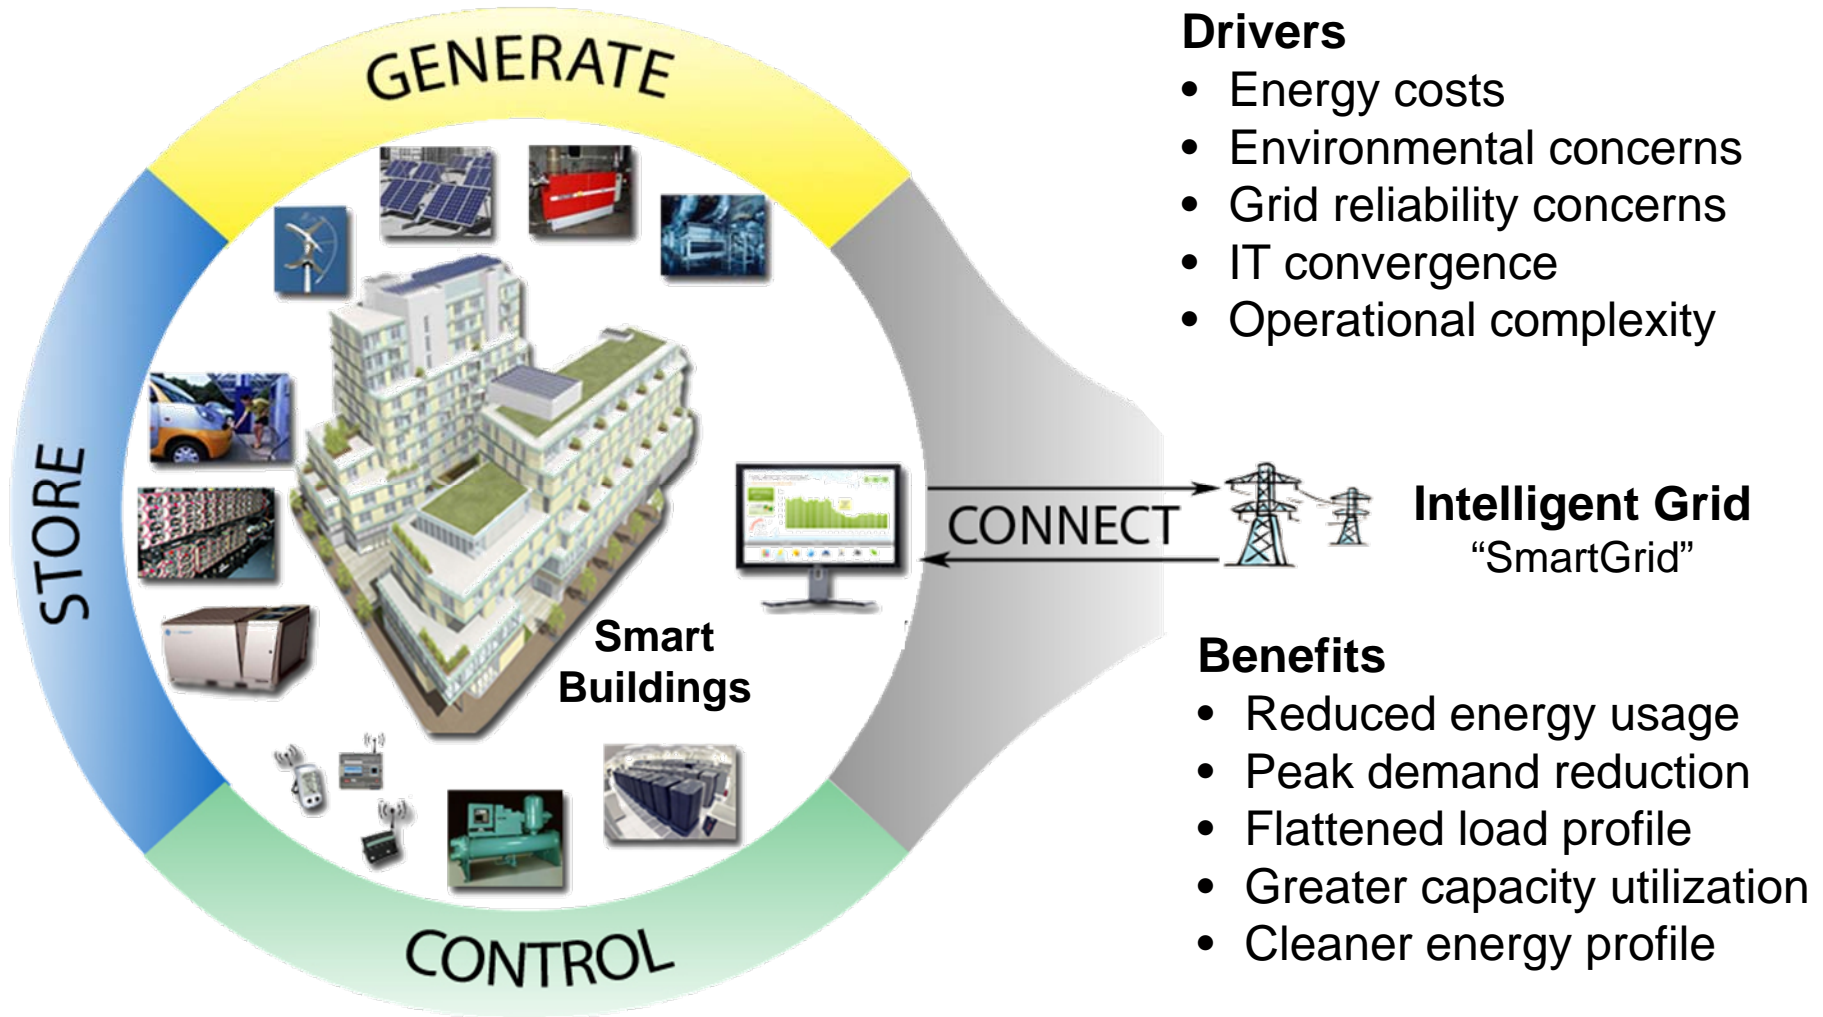 GENERATE
STORE
CONTROL
CONNECT
Smart
Buildings
Drivers
• Energy costs
• Environmental concerns
• Grid reliability concerns
• IT convergence
• Operational complexity
Intelligent Grid
“SmartGrid”
Benefits
• Reduced energy usage
• Peak demand reduction
• Flattened load profile
• Greater capacity utilization
• Cleaner energy profile